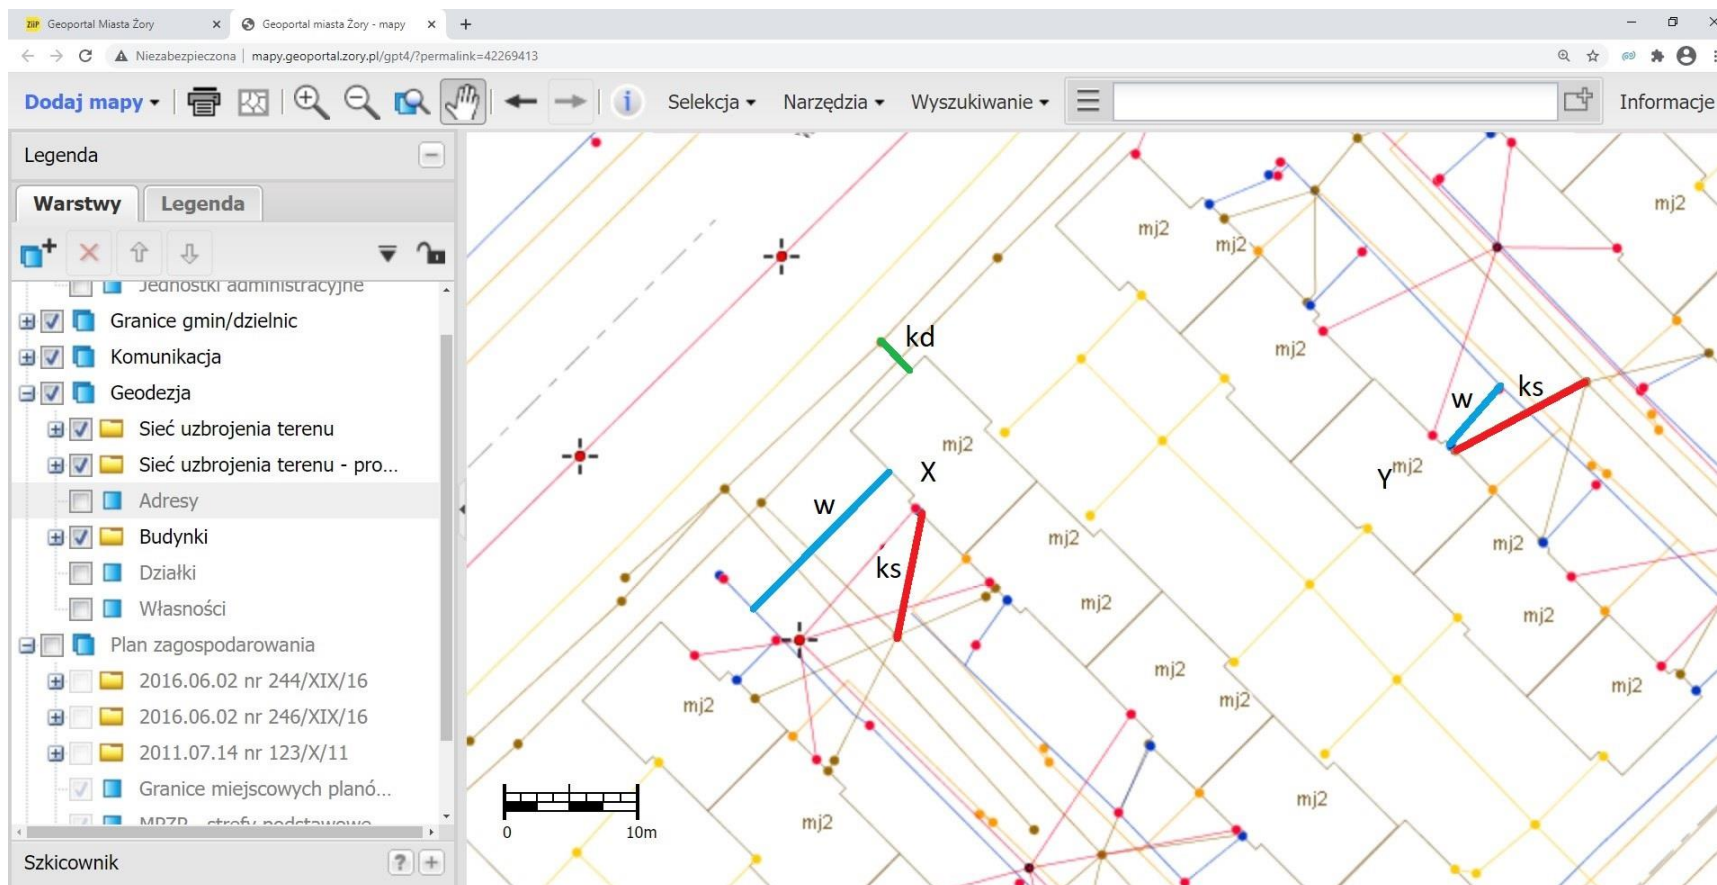 Geoportal Miasta Żory
Geoportal miasta Żory - mapy
Niezabezpieczona | mapy.geoportal.zory.pl/gpt4/?permalink=42269413
Dodaj mapy
Selekcja
Narzędzia
Wyszukiwanie
Informacje
Legenda
Warstwy
Legenda
Jednostki administracyjne
Granice gmin/dzielnic
Komunikacja
Geodezja
Sieć uzbrojenia terenu
Sieć uzbrojenia terenu - pro...
Adresy
Budynki
Działki
Własności
Plan zagospodarowania
2016.06.02 nr 244/XIX/16
2016.06.02 nr 246/XIX/16
2011.07.14 nr 123/X/11
Granice miejscowych planó...
MPZP - strefy podstawowe
Szkicownik
?
+
mj2
mj2
mj2
kd
mj2
w
ks
mj2
X
Y
mj2
w
mj2
mj2
ks
mj2
mj2
mj2
mj2
mj2
mj2
mj2
mj2
0
10m